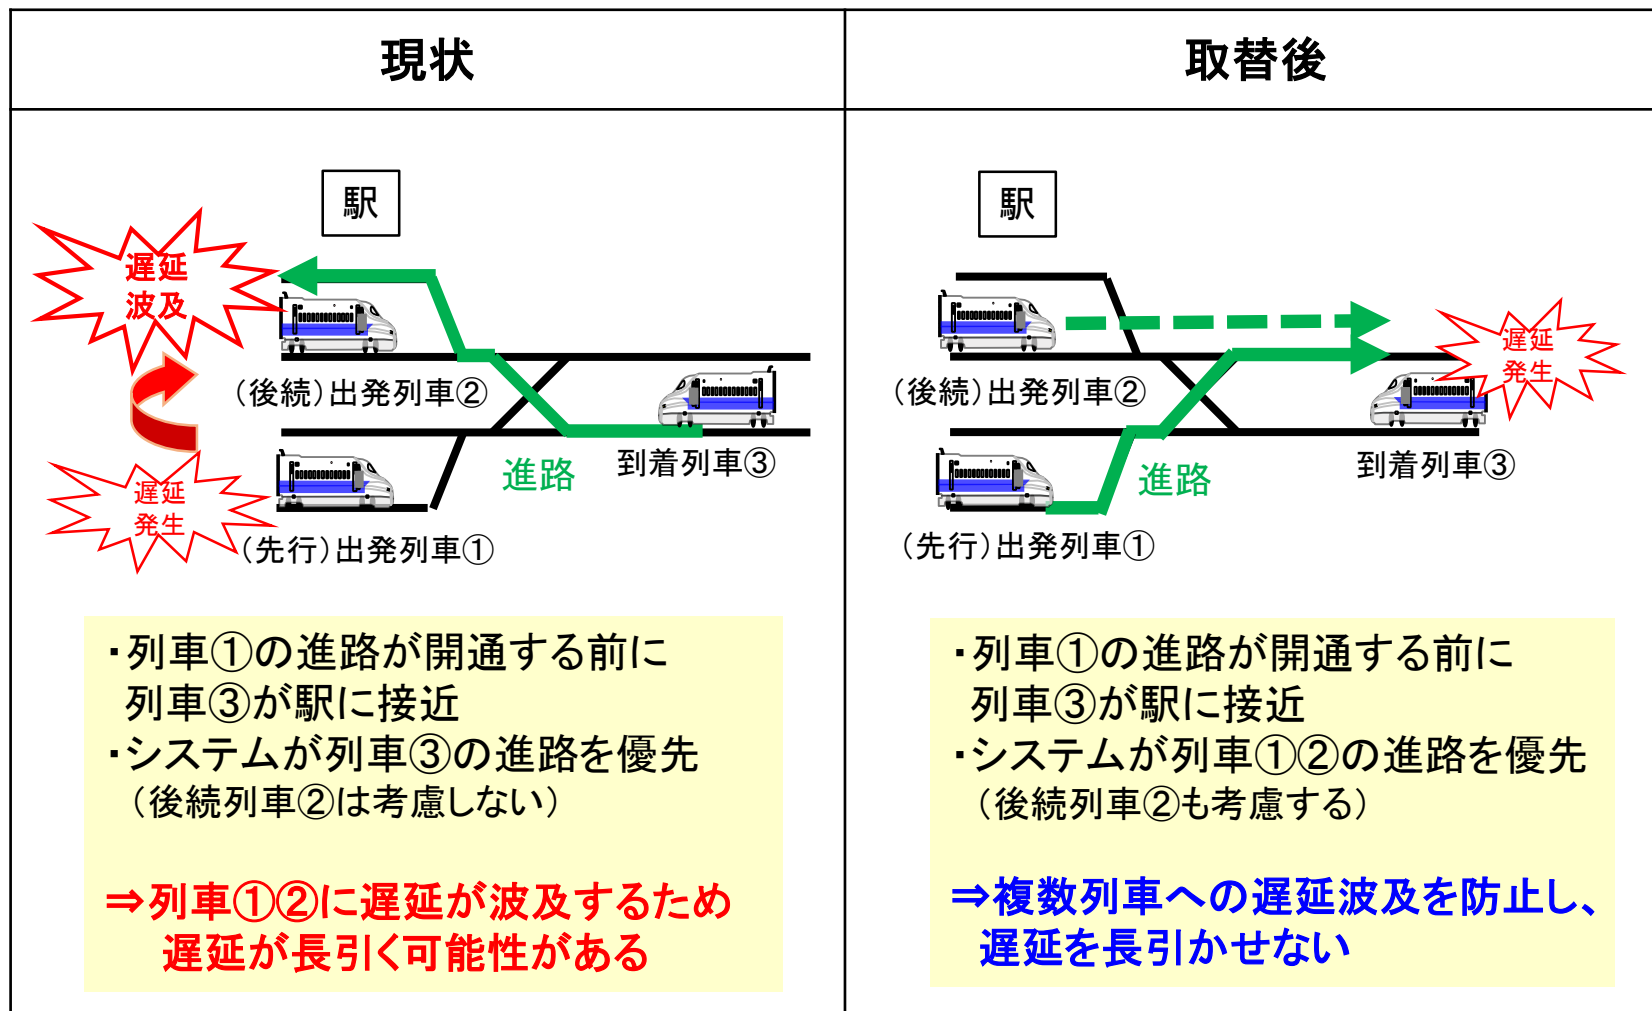 現状
取替後
駅
遅延
波及
(後続)出発列車②
遅延
発生
進路
到着列車③
(先行)出発列車①
・列車①の進路が開通する前に
列車③が駅に接近
・システムが列車③の進路を優先
(後続列車②は考慮しない)
⇒列車①②に遅延が波及するため
遅延が長引く可能性がある
駅
遅延
発生
(後続)出発列車②
進路
到着列車③
(先行)出発列車①
・列車①の進路が開通する前に
列車③が駅に接近
・システムが列車①②の進路を優先
(後続列車②も考慮する)
⇒複数列車への遅延波及を防止し、
遅延を長引かせない